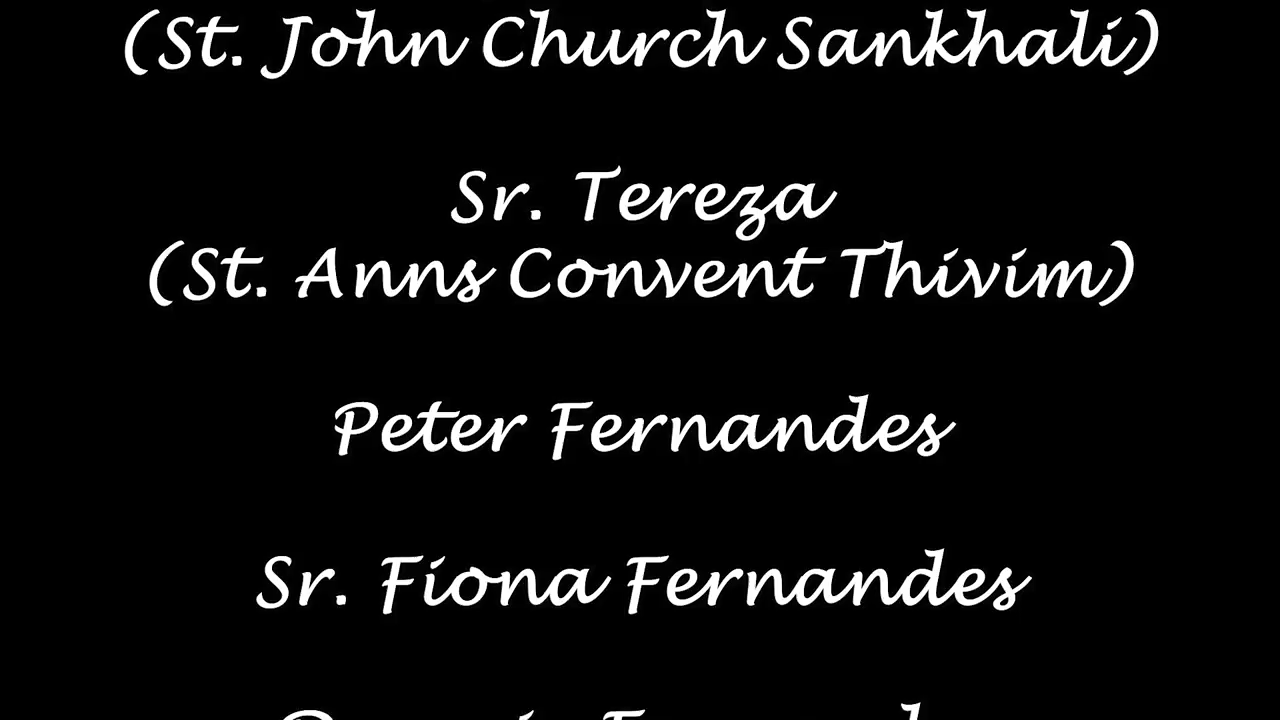 (St. John Church Sankhali)
Sr. Tereza
(St. Anns Convent Thivim)
Peter Fernandes
Sr. Fiona Fernandes